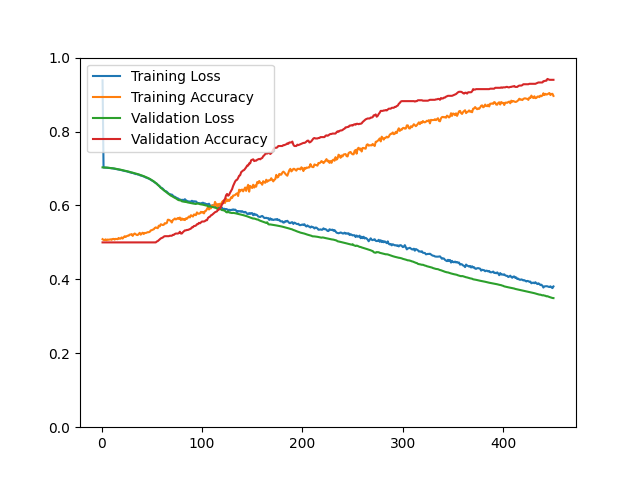 1.0
0.8
0.6
0.4
0.2
0.0
Training Loss
Training Accuracy
Validation Loss
Validation Accuracy
0 100 200 300 400